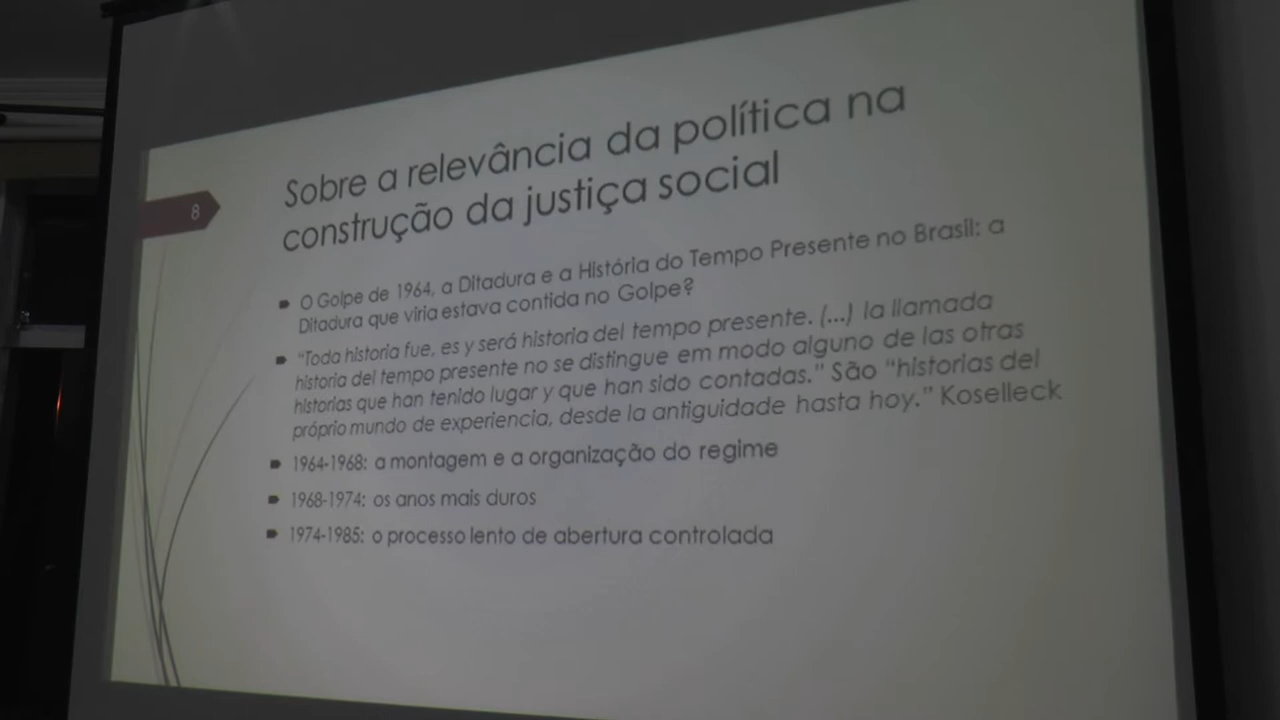 8
Sobre a relevância da política na
construção da justiça social
O Golpe de 1964, a Ditadura e a História do Tempo Presente no Brasil: a
Ditadura que viria estava contida no Golpe?
“Toda historia fue, es y será historia del tempo presente. (...) la llamada
historia del tempo presente no se distingue em modo alguno de las otras
historias que han tenido lugar y que han sido contadas.” São “historias del
próprio mundo de experiencia, desde la antiguidade hasta hoy.” Koselleck
1964-1968: a montagem e a organização do regime
1968-1974: os anos mais duros
1974-1985: o processo lento de abertura controlada